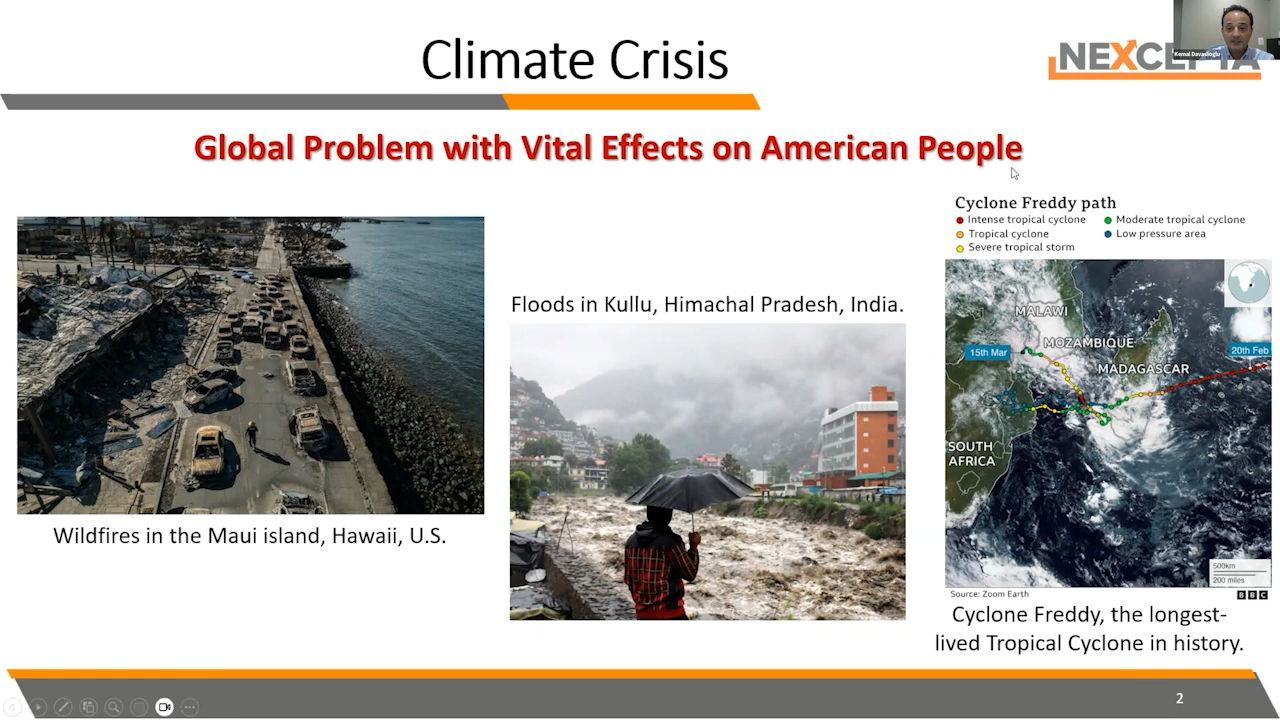 Climate Crisis
NEXCEPTA
Kemal Davaslioglu
Global Problem with Vital Effects on American People
Wildfires in the Maui island, Hawaii, U.S.
Floods in Kullu, Himachal Pradesh, India.
Cyclone Freddy path
Intense tropical cyclone
Moderate tropical cyclone
Tropical cyclone
Low pressure area
Severe tropical storm
MALAWI
15th Mar
MOZAMBIQUE
20th Feb
MADAGASCAR
SOUTH
AFRICA
500km
200 miles
Source: Zoom Earth
BBC
Cyclone Freddy, the longest-
lived Tropical Cyclone in history.
2